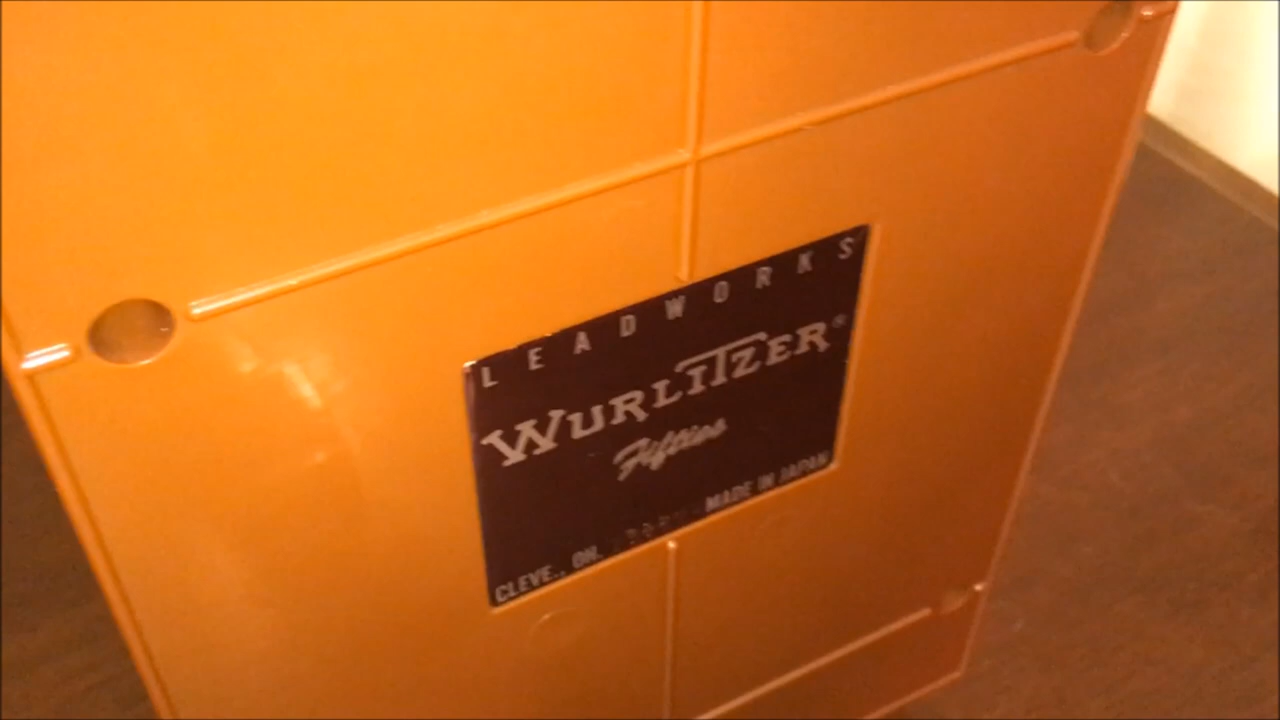 LEADWORKS
WURLITZER®
Fifties
CLEVE., OH. MADE IN JAPAN